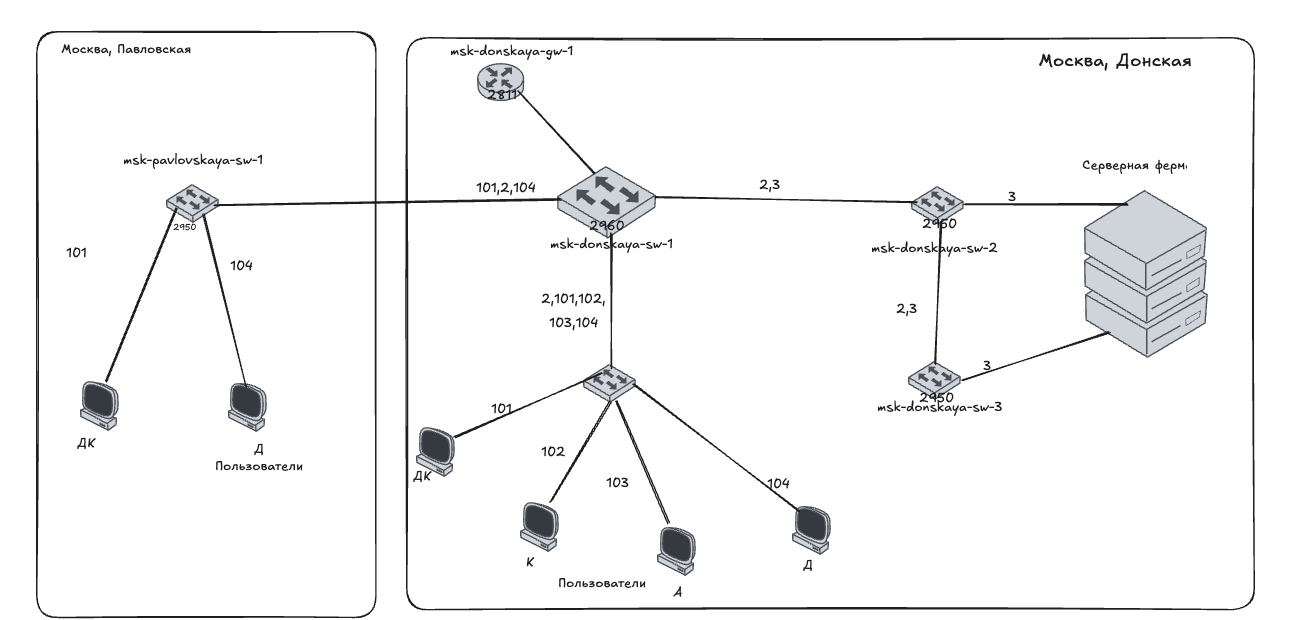 Москва, Павловская
msk-pavlovskaya-sw-1
2950
101
104
ДК
Д
Пользователи
Москва, Донская
msk-donskaya-gw-1
2811
Серверная ферм
101,2,104
2960
msk-donskaya-sw-1
2,3
2950
msk-donskaya-sw-2
3
2,101,102,
103,104
2,3
3
2950
msk-donskaya-sw-3
101
102
103
104
ДК
К
А
Д
Пользователи